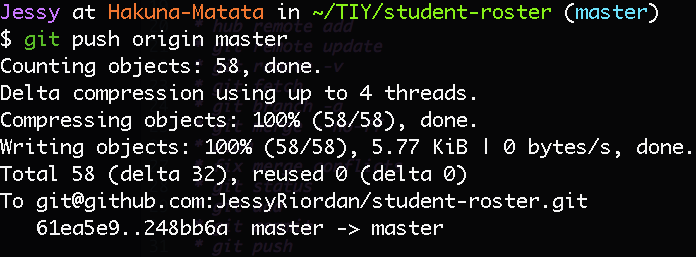 Jessy at Hakuna-Matata in ~/TIY/student-roster (master)
$ git push origin master
Counting objects: 58, done.
Delta compression using up to 4 threads.
Compressing objects: 100% (58/58), done.
Writing objects: 100% (58/58), 5.77 KiB | 0 bytes/s, done.
Total 58 (delta 32), reused 0 (delta 0)
To git@github.com:JessyRiordan/student-roster.git
61ea5e9..248bb6a master -> master
* git push